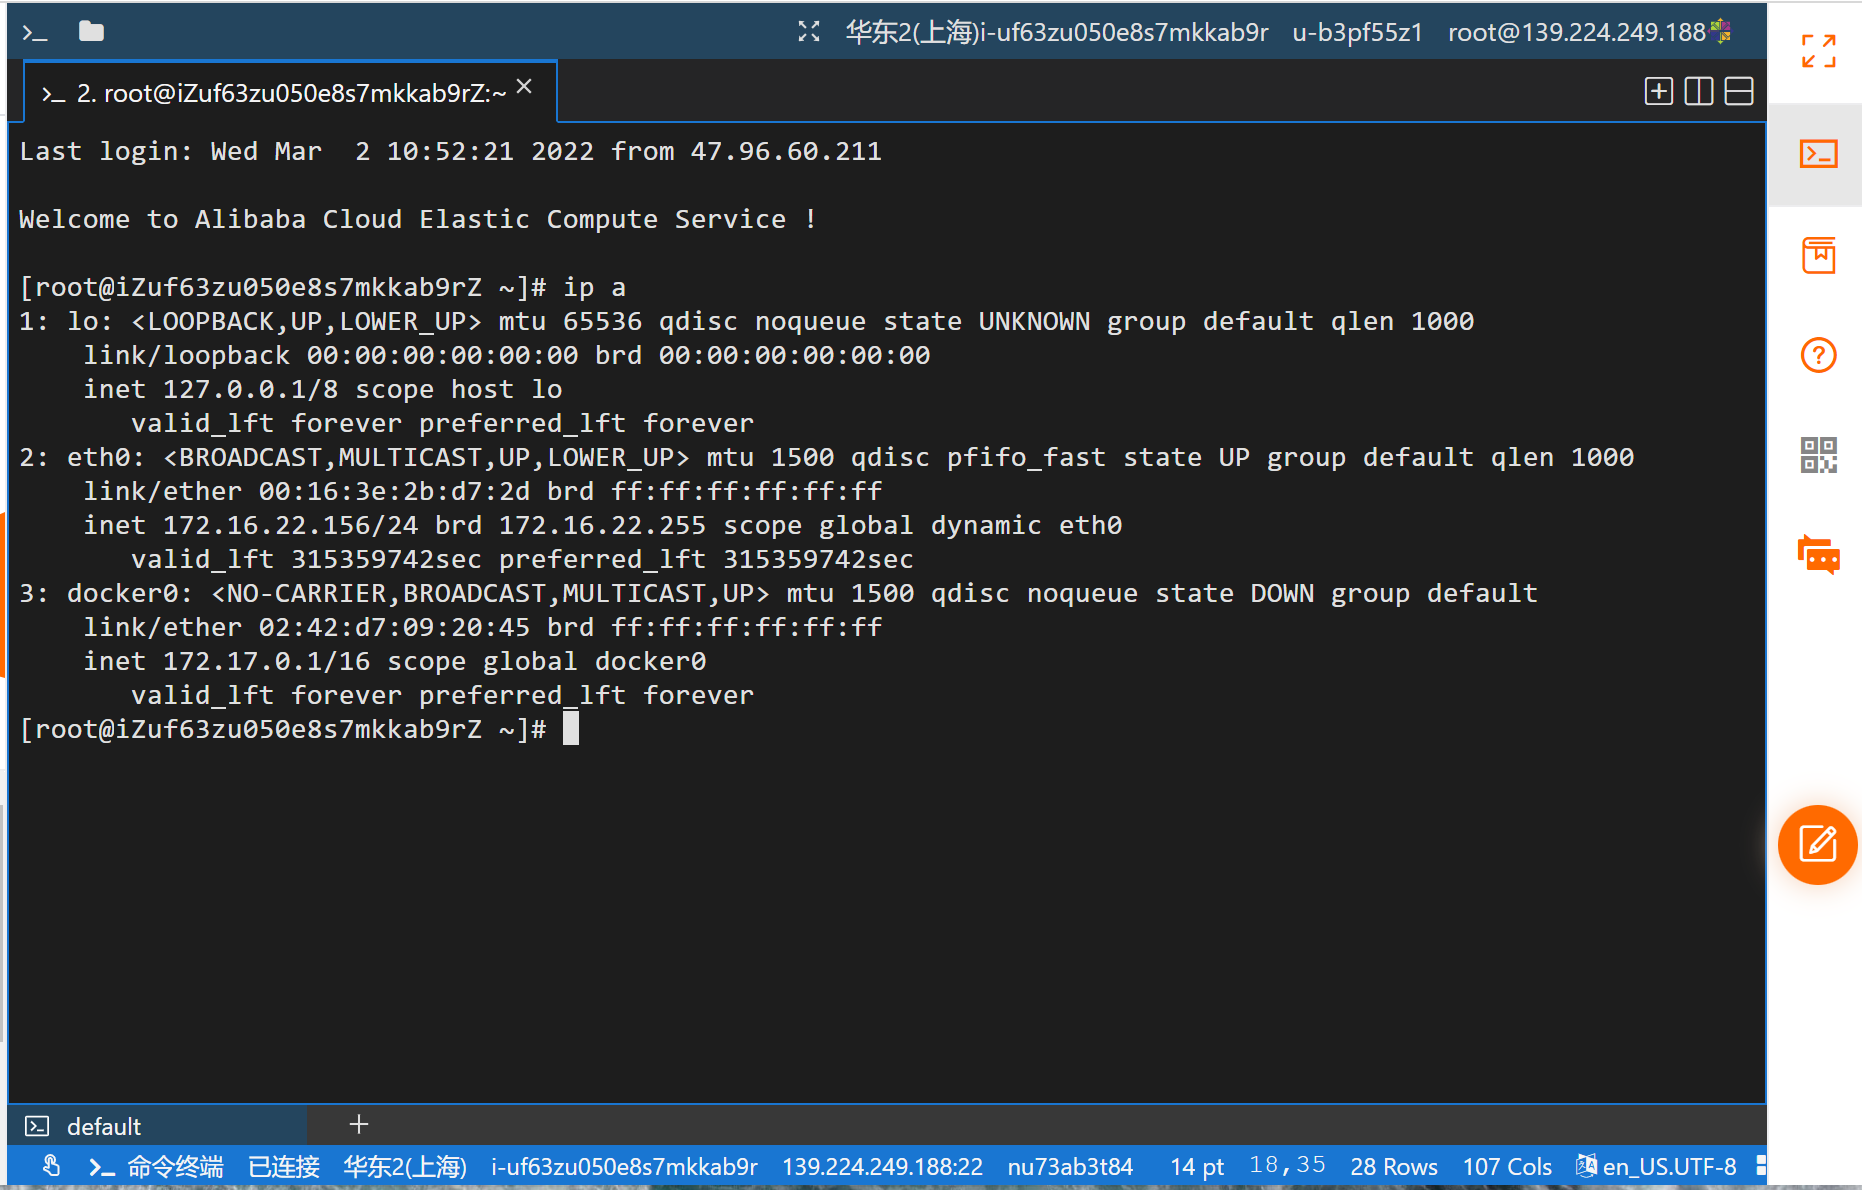 华东2(上海)i-uf63zu050e8s7mkkab9r u-b3pf55z1 root@139.224.249.188
>_ 2. root@iZuf63zu050e8s7mkkab9rZ:~ ×
Last login: Wed Mar  2 10:52:21 2022 from 47.96.60.211
Welcome to Alibaba Cloud Elastic Compute Service !
[root@iZuf63zu050e8s7mkkab9rZ ~]# ip a
1: lo: <LOOPBACK,UP,LOWER_UP> mtu 65536 qdisc noqueue state UNKNOWN group default qlen 1000
    link/loopback 00:00:00:00:00:00 brd 00:00:00:00:00:00
    inet 127.0.0.1/8 scope host lo
       valid_lft forever preferred_lft forever
2: eth0: <BROADCAST,MULTICAST,UP,LOWER_UP> mtu 1500 qdisc pfifo_fast state UP group default qlen 1000
    link/ether 00:16:3e:2b:d7:2d brd ff:ff:ff:ff:ff:ff
    inet 172.16.22.156/24 brd 172.16.22.255 scope global dynamic eth0
       valid_lft 315359742sec preferred_lft 315359742sec
3: docker0: <NO-CARRIER,BROADCAST,MULTICAST,UP> mtu 1500 qdisc noqueue state DOWN group default
    link/ether 02:42:d7:09:20:45 brd ff:ff:ff:ff:ff:ff
    inet 172.17.0.1/16 scope global docker0
       valid_lft forever preferred_lft forever
[root@iZuf63zu050e8s7mkkab9rZ ~]#
default +
>_ 命令终端 已连接 华东2(上海) i-uf63zu050e8s7mkkab9r 139.224.249.188:22 nu73ab3t84 14 pt 18,35 28 Rows 107 Cols en_US.UTF-8